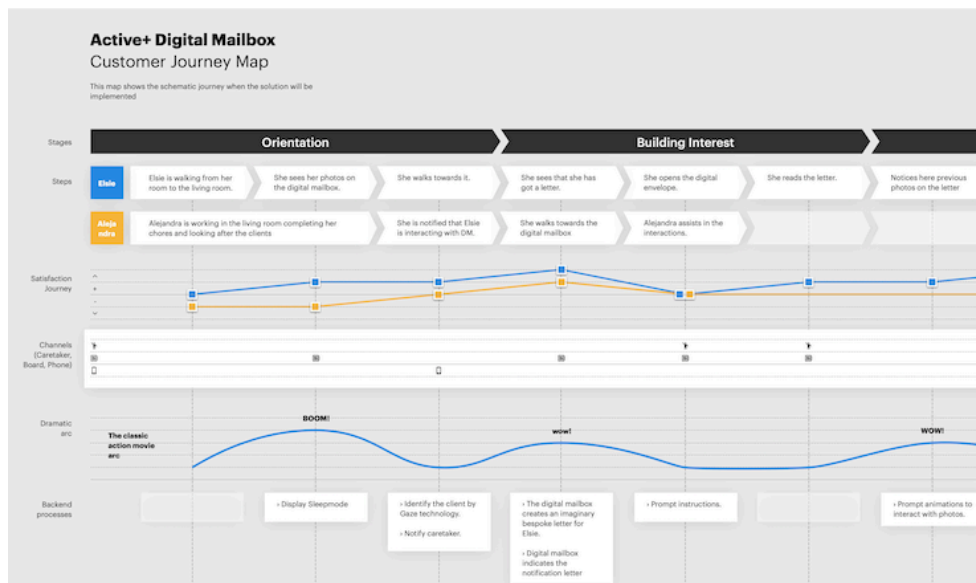 Active+ Digital Mailbox
Customer Journey Map
This map shows the schematic journey when the solution will be
implemented
Stages
Orientation
Building Interest
Steps
Elsie
Elsie is walking from her
room to the living room.
She sees her photos on
the digital mailbox.
She walks towards it.
She sees that she has
got a letter.
She opens the digital
envelope.
She reads the letter.
Notices here previous
photos on the letter
Aleja
ndra
Alejandra is working in the living room completing her
chores and looking after the clients
She is notified that Elsie
is interacting with DM.
She walks towards the
digital mailbox
Alejandra assists in the
interactions.
Satisfaction
Journey
Channels
(Caretaker,
Board, Phone)
Dramatic
arc
The classic
action movie
arc
BOOM!
wow!
WOW!
Backend
processes
› Display Sleepmode
› Identify the client by
Gaze technology.
› Notify caretaker.
› The digital mailbox
creates an imaginary
bespoke letter for
Elsie.
› Digital mailbox
indicates the
notification letter
› Prompt instructions.
› Prompt animations to
interact with photos.